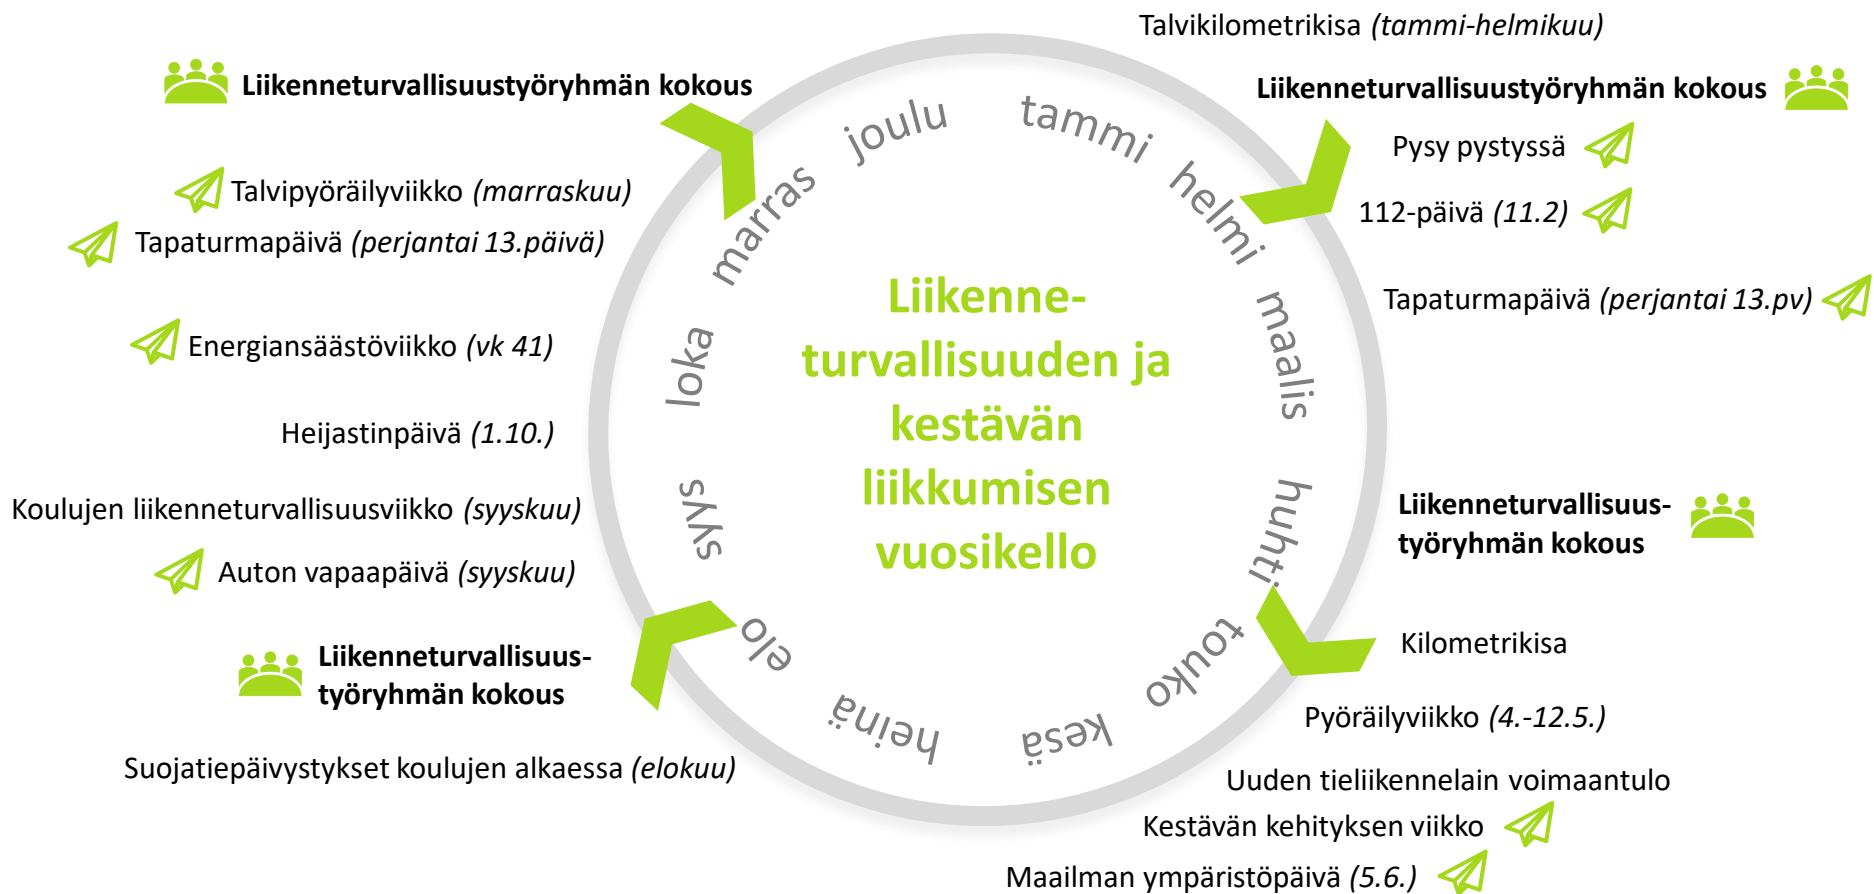 Talvikilometrikisa (tammi-helmikuu)
Liikenneturvallisuustyöryhmän kokous
Pysy pystyssä
112-päivä (11.2)
Tapaturmapäivä (perjantai 13.pv)
Liikenneturvallisuus-
työryhmän kokous
Kilometrikisa
Pyöräilyviikko (4.-12.5.)
Uuden tieliikennelain voimaantulo
Kestävän kehityksen viikko
Maailman ympäristöpäivä (5.6.)
Liikenneturvallisuustyöryhmän kokous
Talvipyöräilyviikko (marraskuu)
Tapaturmapäivä (perjantai 13.päivä)
Energiansäästöviikko (vk 41)
Heijastinpäivä (1.10.)
Koulujen liikenneturvallisuusviikko (syyskuu)
Auton vapaapäivä (syyskuu)
Liikenneturvallisuus-
työryhmän kokous
Suojatiepäivystykset koulujen alkaessa (elokuu)
tammi
helmi
maalis
huhti
touko
kesä
heinä
elo
syys
loka
marras
joulu
Liikenne-
turvallisuuden ja
kestävän
liikkumisen
vuosikello